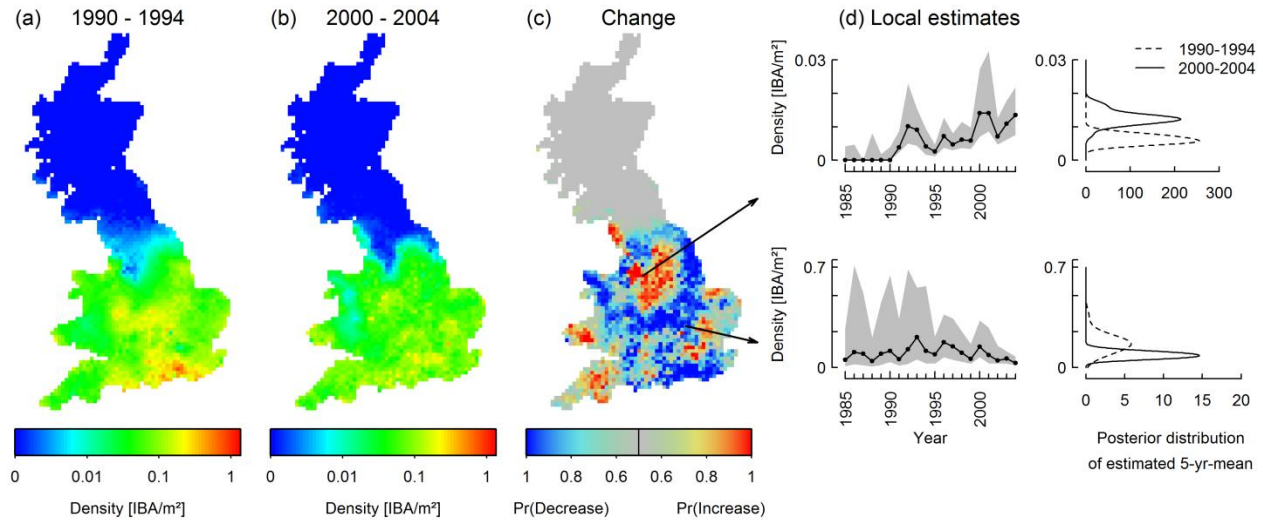 (a) 1990 - 1994
(b) 2000 - 2004
(c) Change
(d) Local estimates
0 0.01 0.1 1
Density [IBA/m²]
0 0.01 0.1 1
Density [IBA/m²]
1 0.8 0.6 0.6 0.8 1
Pr(Decrease) Pr(Increase)
Density [IBA/m²]
0.03
0
1985 1990 1995 2000
0.03
0
0 100 200 300
1990-1994
2000-2004
Density [IBA/m²]
0.7
0
1985 1990 1995 2000
Year
0.7
0
0 5 10 15 20
Posterior distribution
of estimated 5-yr-mean